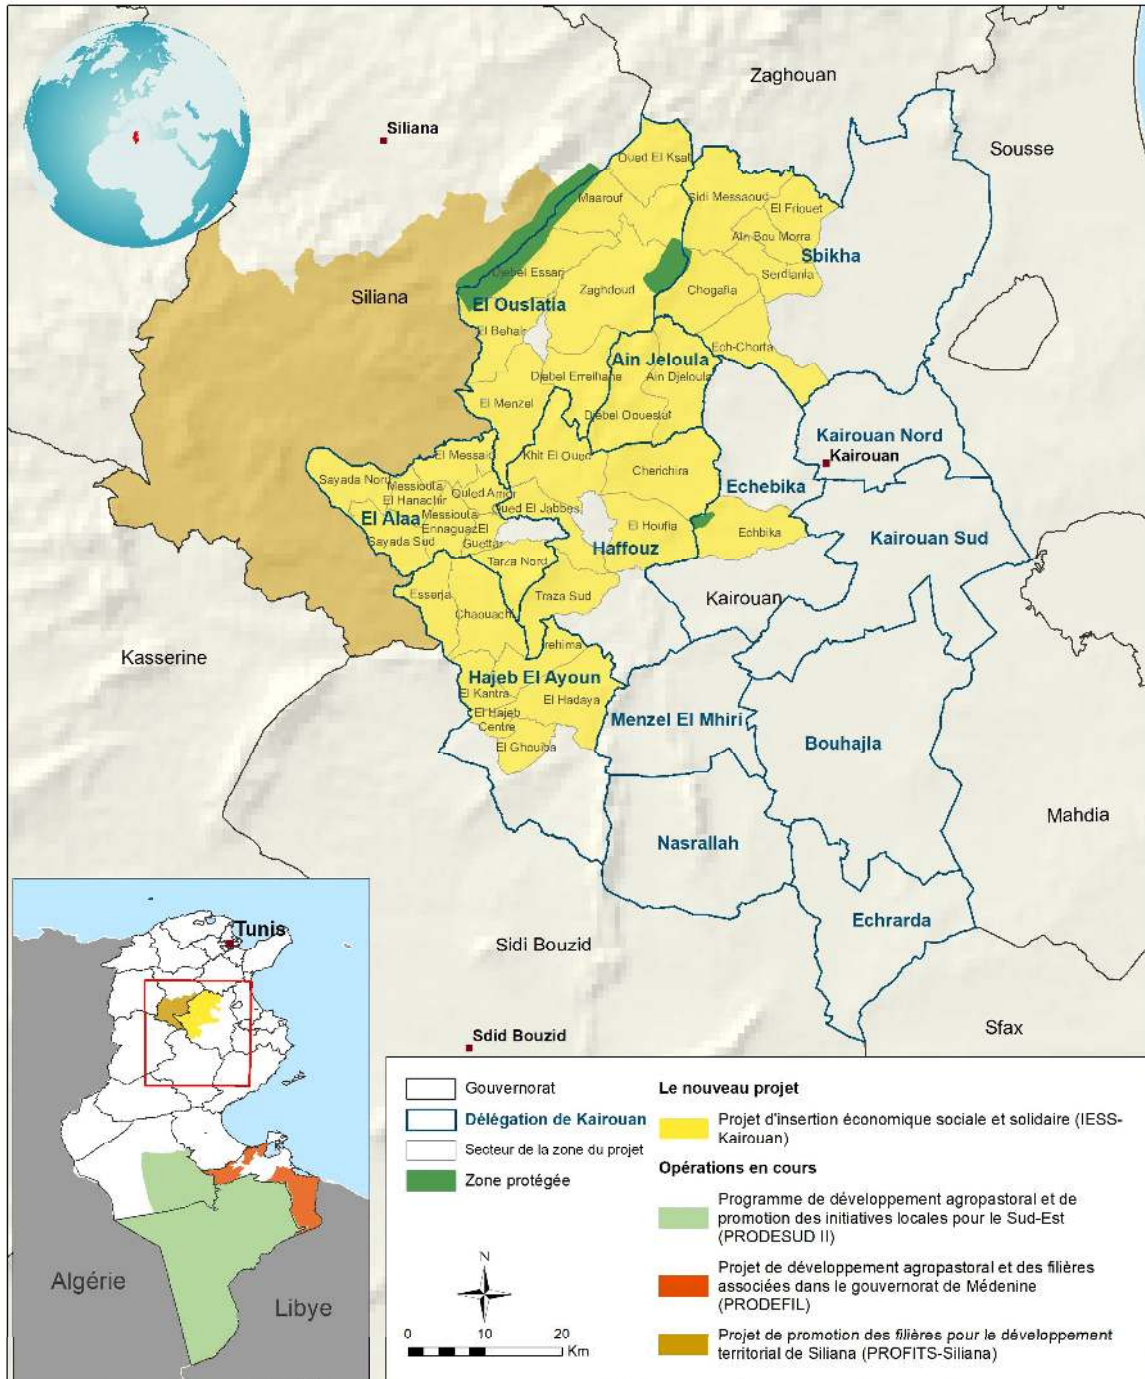 Zaghouan
Siliana
Sousse
Oued El Ksat
Maarouf
Sidi Messaoud
El Friouet
Ain Bou Morra
Sbikha
Djebel Essarj
Serdiania
Zaghdoud
Chogafia
Siliana
El Ouslatia
El Behair
Ech-Chorfa
Ain Jeloula
Djebel Erreihane
Ain Djeloula
El Menzel
Djebel Oouestat
Kairouan Nord
Kairouan
El Messaid
Khit El Oued
Cherichira
Sayada Nord
Messiouta
El Hanachir
Ouled Amor
Echebika
Oued El Jabbes
El Alaa
Messiouta
Ennaguaz
El
Guettar
Sayada Sud
El Houfia
Echbika
Haffouz
Kairouan Sud
Tarza Nord
Esserja
Chaouachi
Traza Sud
Kairouan
Kasserine
rehima
Hajeb El Ayoun
El Kantra
El Hadaya
El Hajeb
Centre
El Ghouiba
Menzel El Mhiri
Bouhajla
Mahdia
Nasrallah
Echrarda
Sidi Bouzid
Sfax
Sdid Bouzid
Tunis
Algérie
Libye
Gouvernorat
Délégation de Kairouan
Secteur de la zone du projet
Zone protégée
N
0 10 20
Km
Le nouveau projet
Projet d'insertion économique sociale et solidaire (IESS-
Kairouan)
Opérations en cours
Programme de développement agropastoral et de
promotion des initiatives locales pour le Sud-Est
(PRODESUD II)
Projet de développement agropastoral et des filières
associées dans le gouvernorat de Médenine
(PRODEFIL)
Projet de promotion des filières pour le développement
territorial de Siliana (PROFITS-Siliana)